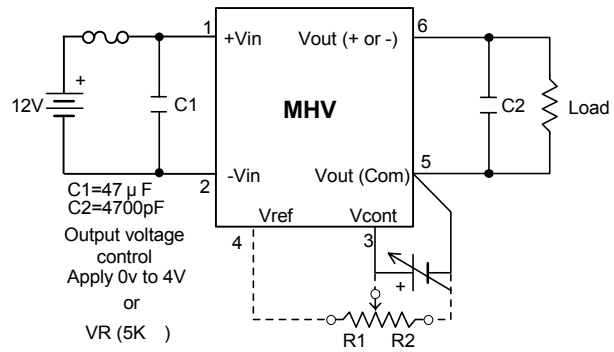 1
+Vin
Vout (+ or -)
6
+
12V
C1
MHV
C2
Load
2
-Vin
Vout (Com)
5
C1=47 μ F
C2=4700pF
Vref
Vcont
4
3
Output voltage
control
Apply 0v to 4V
or
VR (5K )
+
R1
R2